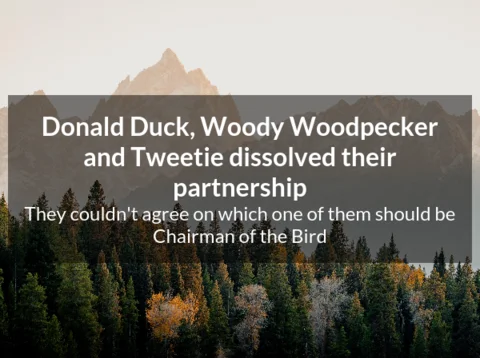 Donald Duck, Woody Woodpecker
and Tweetie dissolved their
partnership
They couldn't agree on which one of them should be
Chairman of the Bird